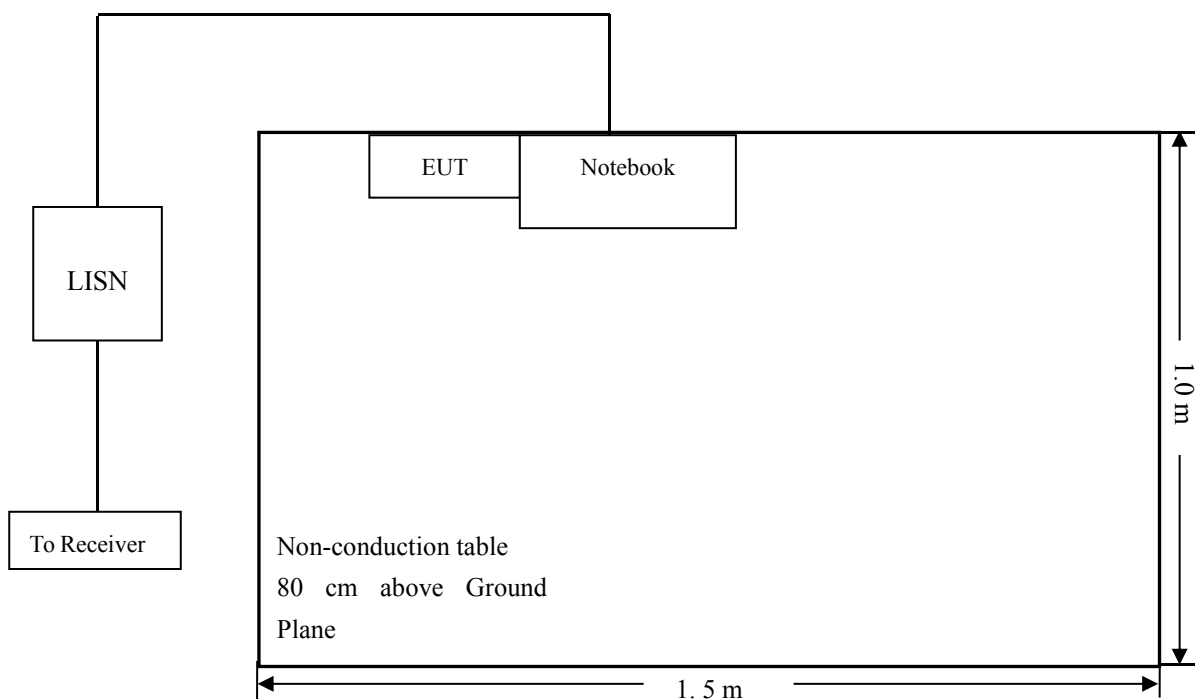 EUT
Notebook
LISN
1.0 m
To Receiver
Non-conduction table
80 cm above Ground
Plane
1. 5 m